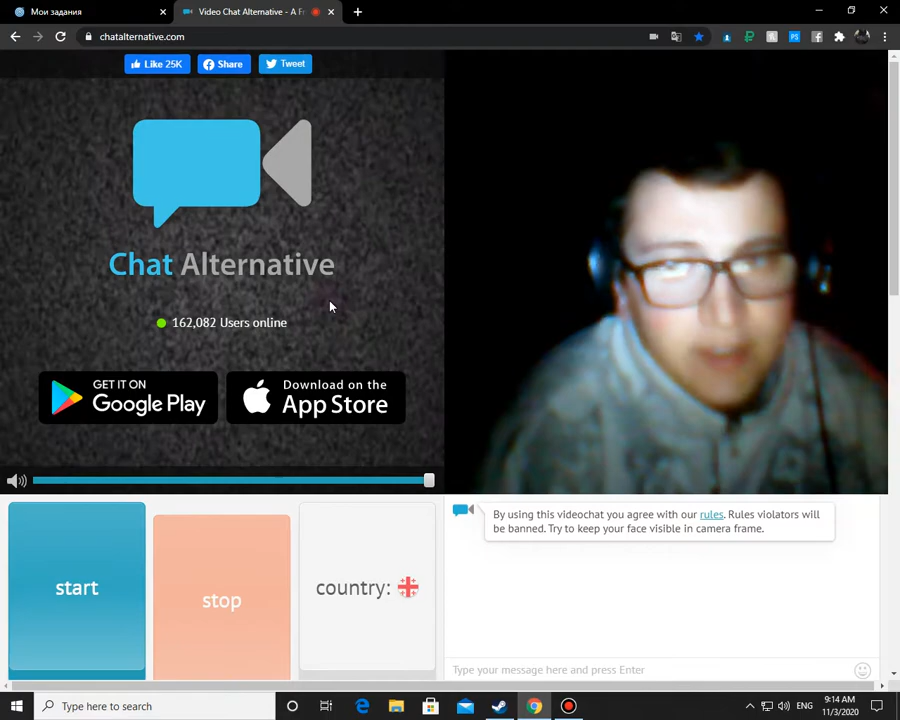 Мои задания
Video Chat Alternative - A F
chatalternative.com
Like 25K
Share
Tweet
Chat Alternative
162,082 Users online
GET IT ON
Google Play
Download on the
App Store
By using this videochat you agree with our rules. Rules violators will
be banned. Try to keep your face visible in camera frame.
start
stop
country:
Type your message here and press Enter
Type here to search
ENG
9:14 AM
11/3/2020